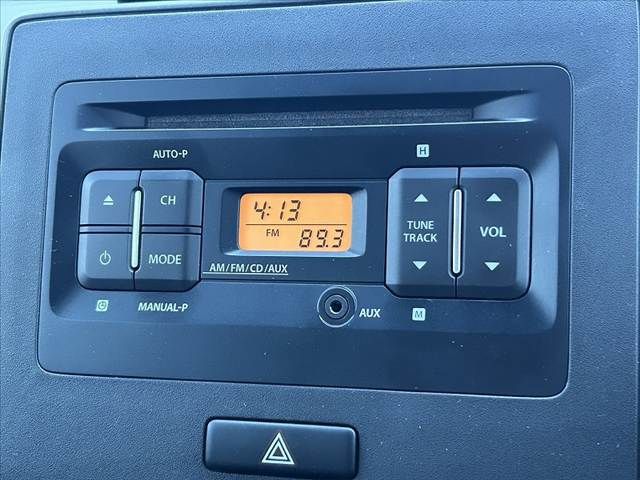 AUTO-P
H
CH
MODE
4:13
FM 89.3
AM/FM/CD/AUX
TUNE
TRACK
VOL
MANUAL-P
AUX
M